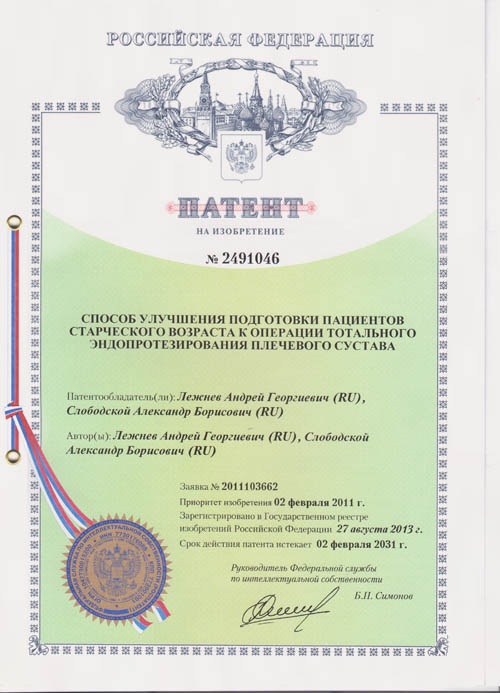 РОССИЙСКАЯ ФЕДЕРАЦИЯ
ПАТЕНТ
НА ИЗОБРЕТЕНИЕ
№ 2491046
СПОСОБ УЛУЧШЕНИЯ ПОДГОТОВКИ ПАЦИЕНТОВ
СТАРЧЕСКОГО ВОЗРАСТА К ОПЕРАЦИИ ТОТАЛЬНОГО
ЭНДОПРОТЕЗИРОВАНИЯ ПЛЕЧЕВОГО СУСТАВА
Патентообладатель(ли): Лежнев Андрей Георгиевич (RU),
Слободской Александр Борисович (RU)
Автор(ы): Лежнев Андрей Георгиевич (RU), Слободской
Александр Борисович (RU)
Заявка № 2011103662
Приоритет изобретения 02 февраля 2011 г.
Зарегистрировано в Государственном реестре
изобретений Российской Федерации 27 августа 2013 г.
Срок действия патента истекает 02 февраля 2031 г.
Руководитель Федеральной службы
по интеллектуальной собственности
Б.П. Симонов